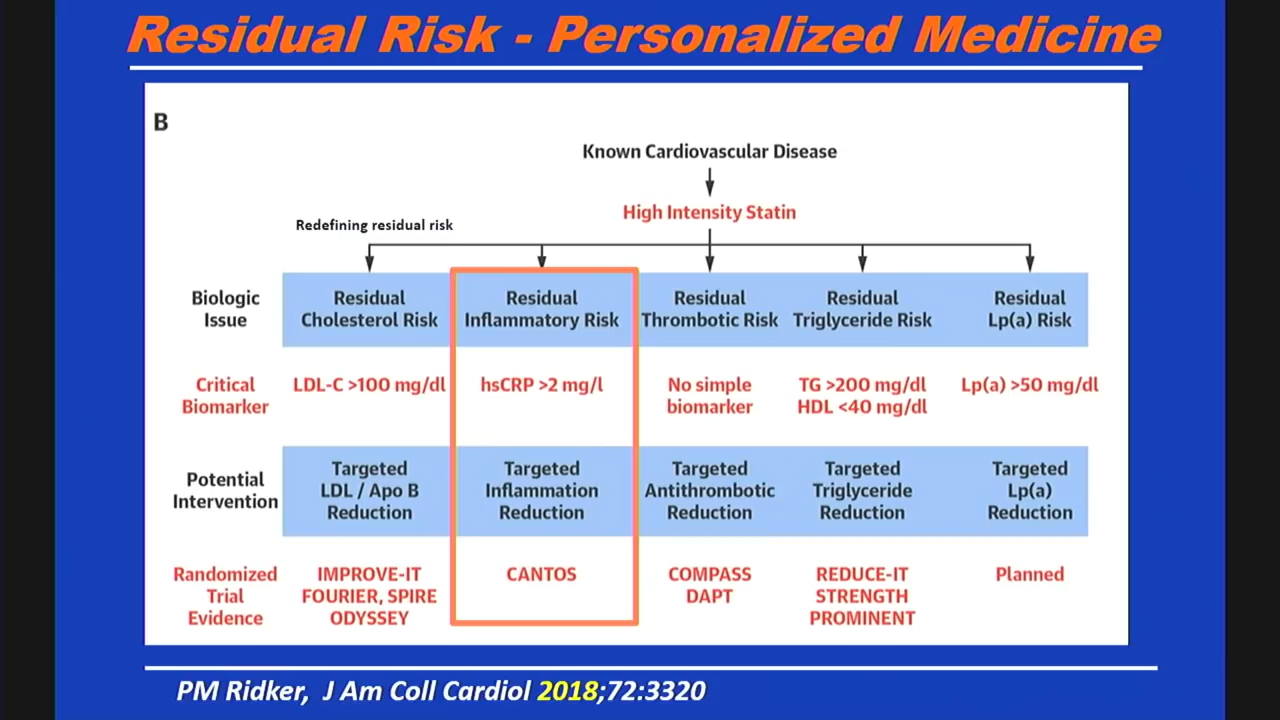 Residual Risk - Personalized Medicine
B
Known Cardiovascular Disease
High Intensity Statin
Redefining residual risk
Biologic
Issue
Residual
Cholesterol Risk
Residual
Inflammatory Risk
Residual
Thrombotic Risk
Residual
Triglyceride Risk
Residual
Lp(a) Risk
Critical
Biomarker
LDL-C >100 mg/dl
hsCRP >2 mg/l
No simple
biomarker
TG >200 mg/dl
HDL <40 mg/dl
Lp(a) >50 mg/dl
Potential
Intervention
Targeted
LDL / Apo B
Reduction
Targeted
Inflammation
Reduction
Targeted
Antithrombotic
Reduction
Targeted
Triglyceride
Reduction
Targeted
Lp(a)
Reduction
Randomized
Trial
Evidence
IMPROVE-IT
FOURIER, SPIRE
ODYSSEY
CANTOS
COMPASS
DAPT
REDUCE-IT
STRENGTH
PROMINENT
Planned
PM Ridker, J Am Coll Cardiol 2018;72:3320